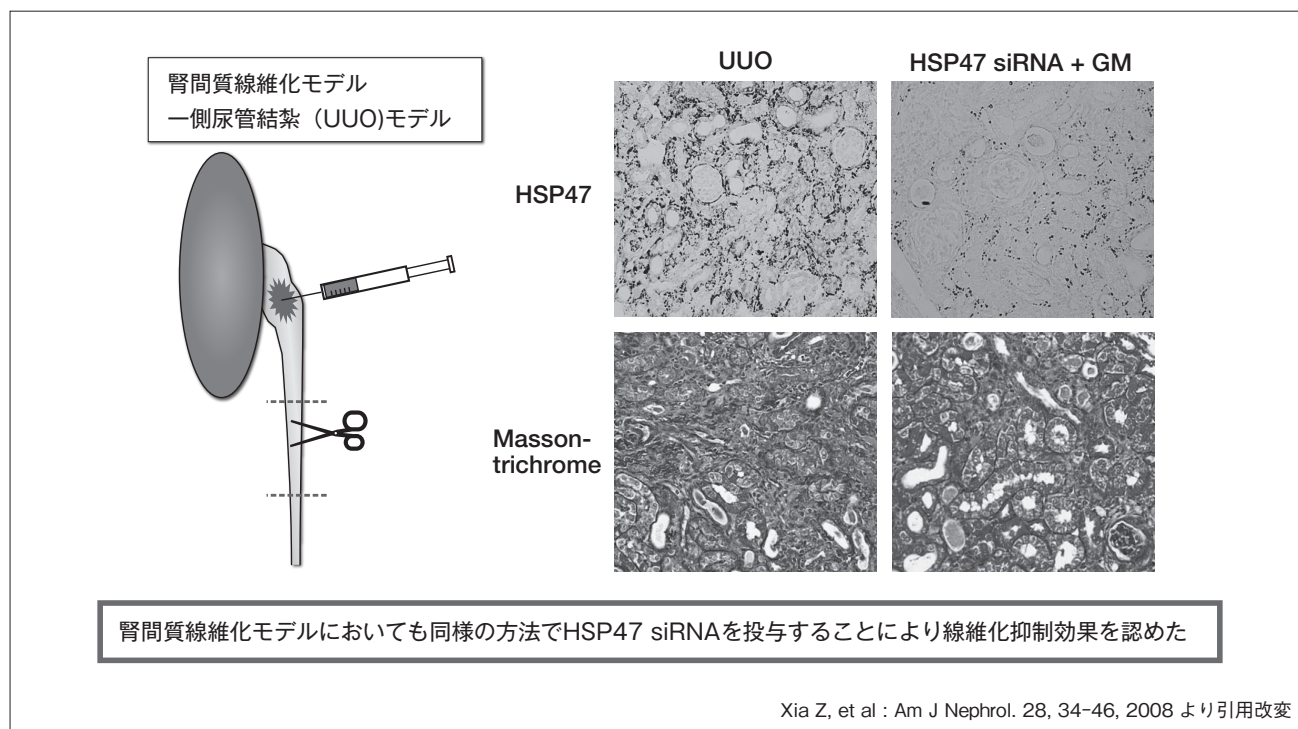 腎間質線維化モデル
一側尿管結紮（UUO)モデル
UUO
HSP47 siRNA + GM
HSP47
Masson-
trichrome
腎間質線維化モデルにおいても同様の方法でHSP47 siRNAを投与することにより線維化抑制効果を認めた
Xia Z, et al : Am J Nephrol. 28, 34-46, 2008 より引用改変